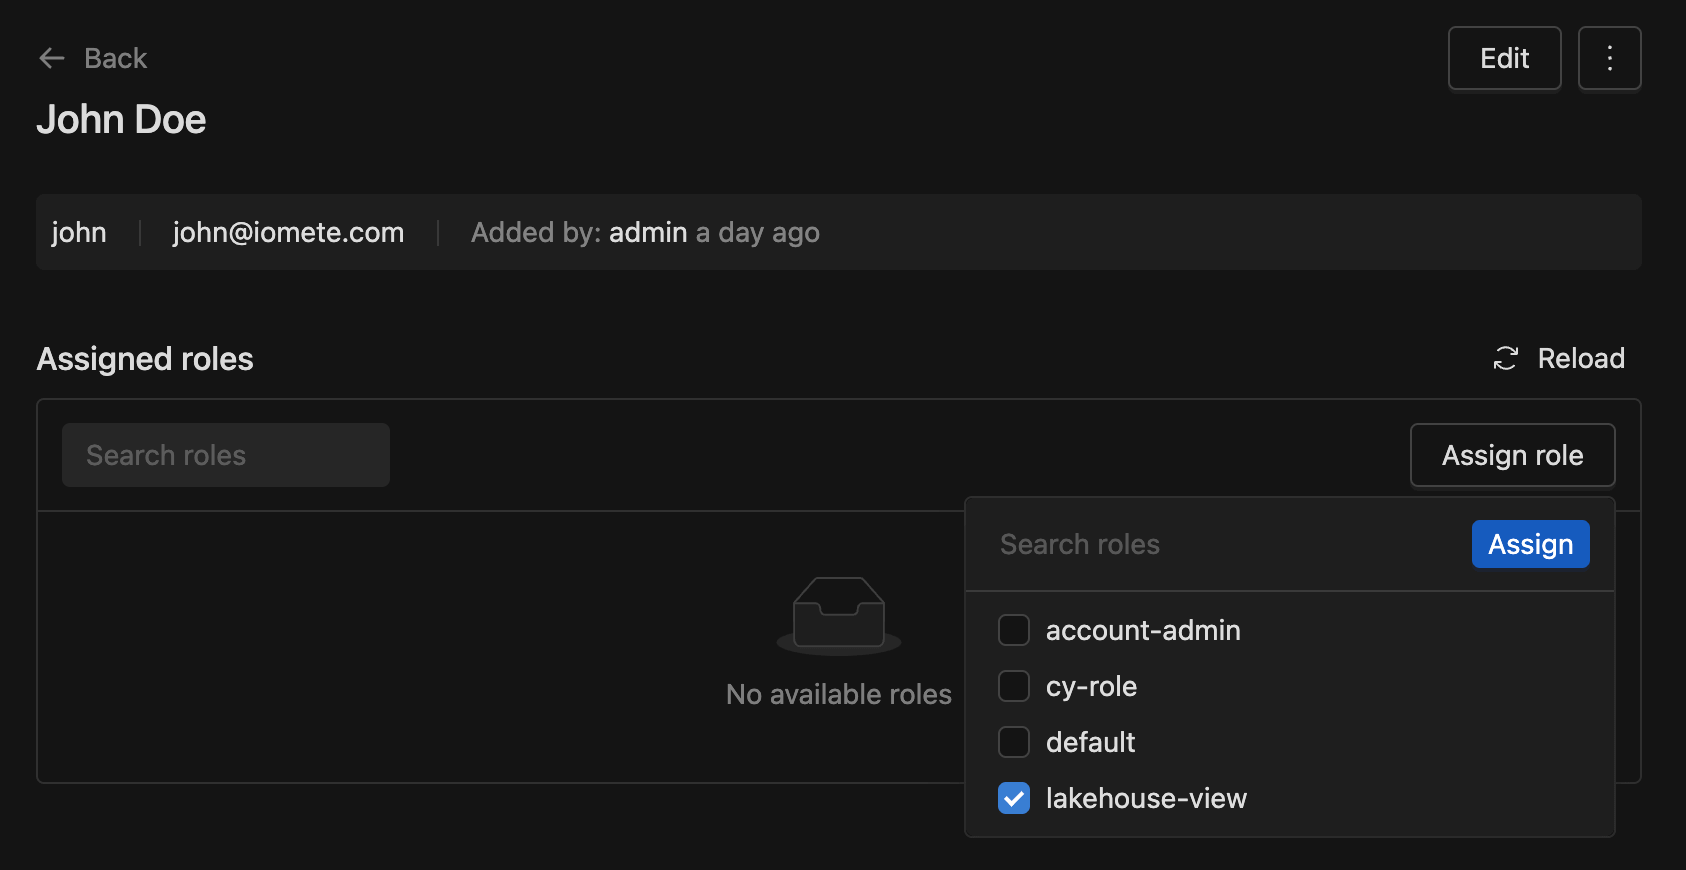 Back
Edit
John Doe
john
john@iomete.com
Added by: admin a day ago
Assigned roles
Reload
Search roles
Assign role
Search roles
Assign
No available roles
account-admin
cy-role
default
lakehouse-view